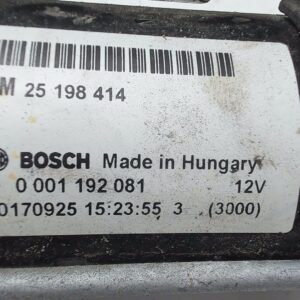 M 25 198 414
BOSCH Made in Hungary
0 001 192 081 12V
0170925 15:23:55 3 (3000)